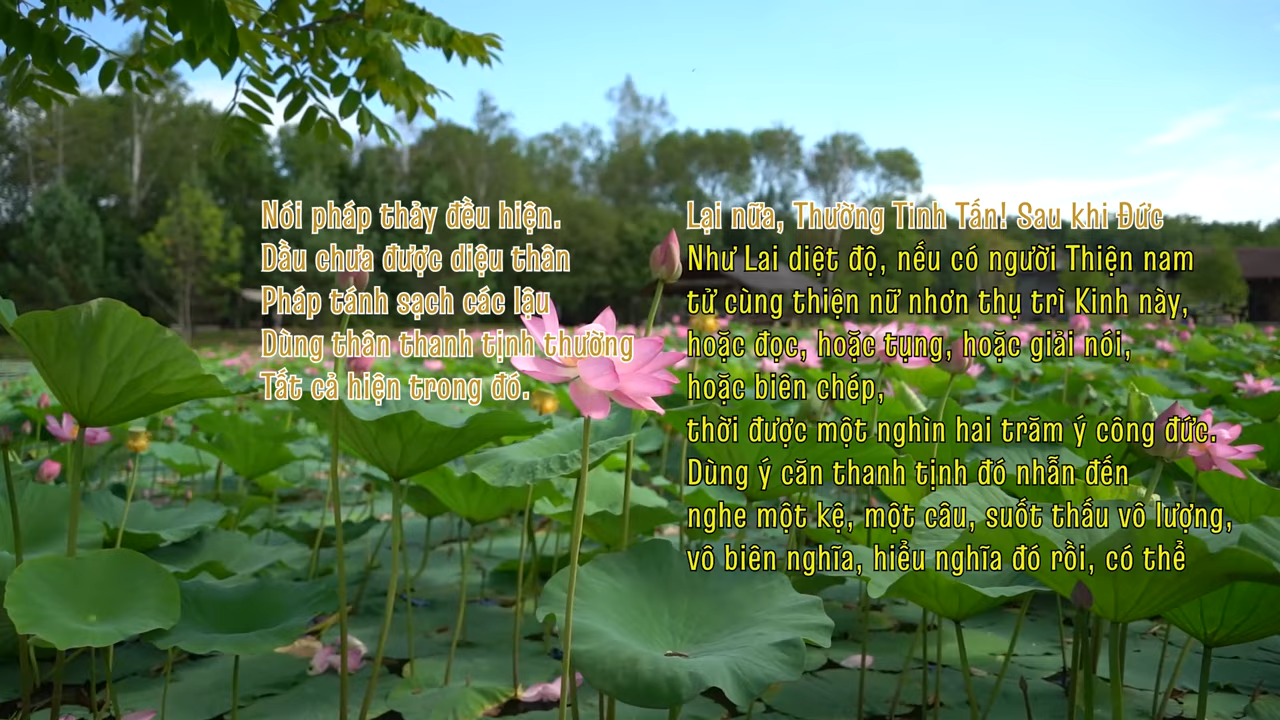 Nói pháp thảy đều hiện.
Dầu chưa được diệu thân
Pháp tánh sạch các lậu
Dùng thân thanh tịnh thường
Tất cả hiện trong đó.
Lại nữa, Thường Tinh Tấn! Sau khi Đức
Như Lai diệt độ, nếu có người Thiện nam
tử cùng thiện nữ nhơn thụ trì Kinh này,
hoặc đọc, hoặc tụng, hoặc giải nói,
hoặc biên chép,
thời được một nghìn hai trăm ý công đức.
Dùng ý căn thanh tịnh đó nhẫn đến
nghe một kệ, một câu, suốt thấu vô lượng,
vô biên nghĩa, hiểu nghĩa đó rồi, có thể